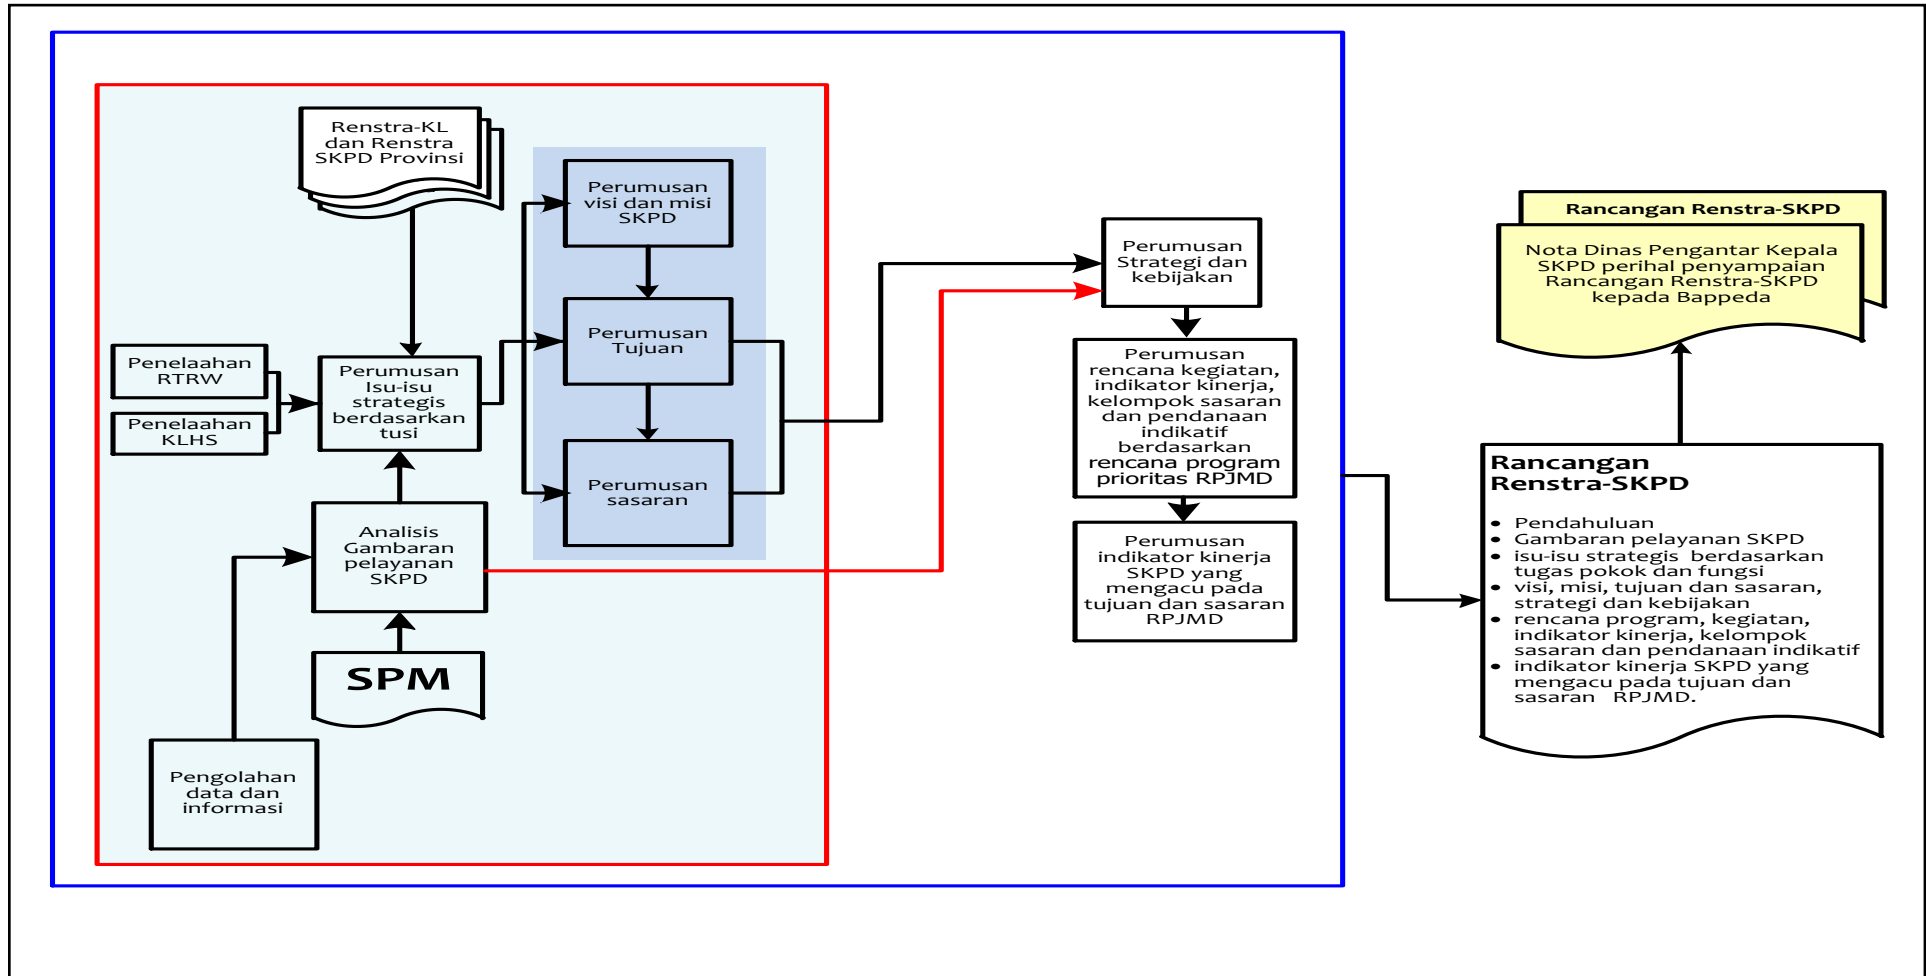 Renstra-KL
dan Renstra
SKPD Provinsi
Perumusan
visi dan misi
SKPD
Perumusan
Tujuan
Perumusan
sasaran
Penelaahan
RTRW
Penelaahan
KLHS
Perumusan
Isu-isu
strategis
berdasarkan
tusi
Analisis
Gambaran
pelayanan
SKPD
SPM
Pengolahan
data dan
informasi
Perumusan
Strategi dan
kebijakan
Perumusan
rencana kegiatan,
indikator kinerja,
kelompok sasaran
dan pendanaan
indikatif
berdasarkan
rencana program
prioritas RPJMD
Perumusan
indikator kinerja
SKPD yang
mengacu pada
tujuan dan sasaran
RPJMD
Rancangan Renstra-SKPD
Nota Dinas Pengantar Kepala
SKPD perihal penyampaian
Rancangan Renstra-SKPD
kepada Bappeda
Rancangan
Renstra-SKPD
• Pendahuluan
• Gambaran pelayanan SKPD
• isu-isu strategis berdasarkan
tugas pokok dan fungsi
• visi, misi, tujuan dan sasaran,
strategi dan kebijakan
• rencana program, kegiatan,
indikator kinerja, kelompok
sasaran dan pendanaan indikatif
• indikator kinerja SKPD yang
mengacu pada tujuan dan
sasaran RPJMD.